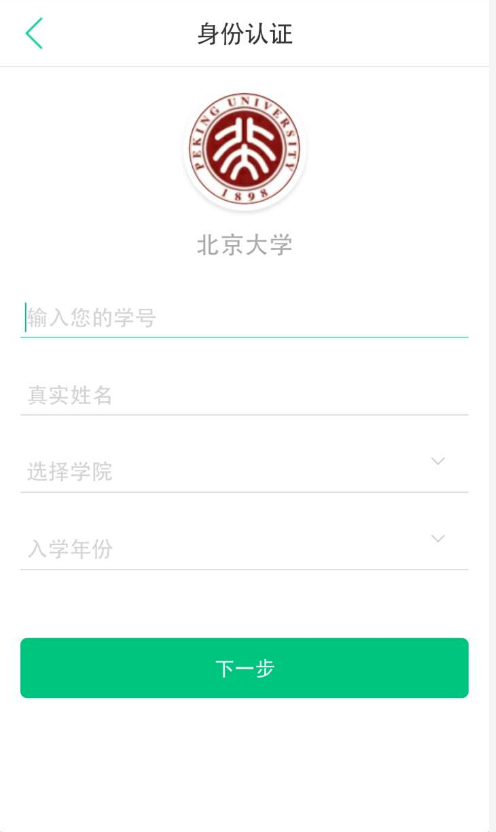 身份认证
PEKING UNIVERSITY
1898
北京大学
输入您的学号
真实姓名
选择学院
入学年份
下一步